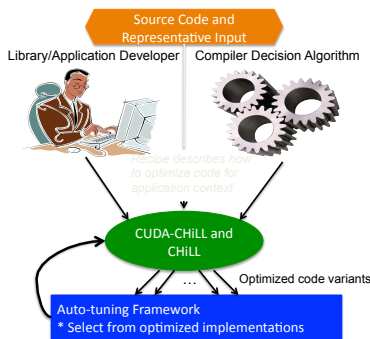 Source Code and
Representative Input
Library/Application Developer
Compiler Decision Algorithm
Recipe describes how
to optimize code for
application context
CUDA-CHiLL and
CHiLL
...
Optimized code variants
Auto-tuning Framework
* Select from optimized implementations